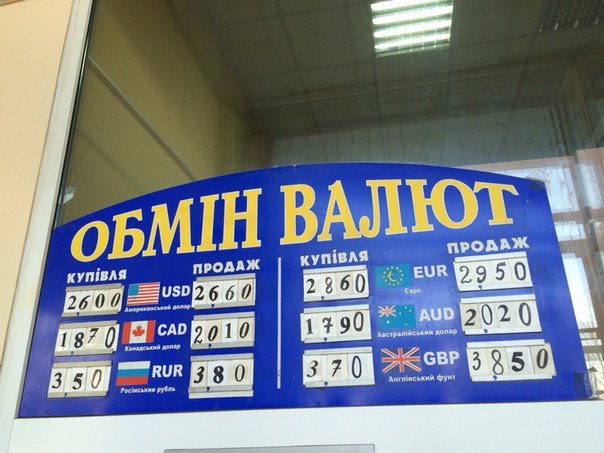 ОБМІН ВАЛЮТ
КУПІВЛЯ ПРОДАЖ
2600 USD 2660
Американський долар
1870 CAD 2010
Канадський долар
350 RUR 380
Російський рубль
КУПІВЛЯ ПРОДАЖ
2860 EUR 2950
Євро
1790 AUD 2020
Австралійський долар
370 GBP 3850
Англійський фунт